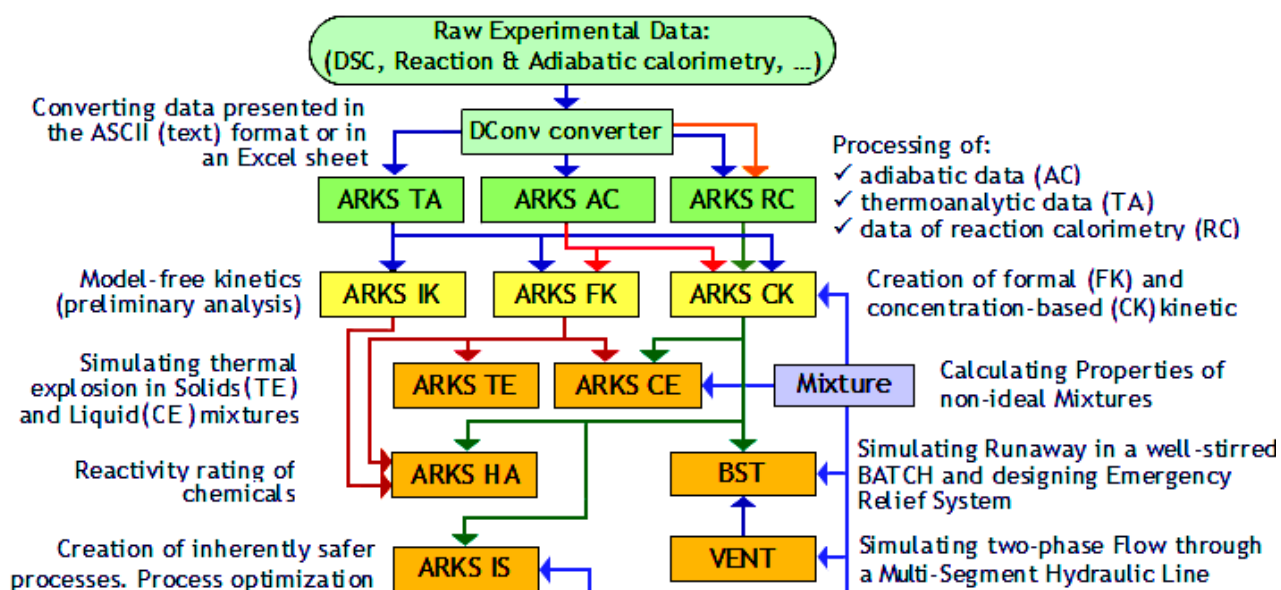 Raw Experimental Data:
(DSC, Reaction & Adiabatic calorimetry, ...)
Converting data presented in
the ASCII (text) format or in
an Excel sheet
DConv converter
Processing of:
✓ adiabatic data (AC)
✓ thermoanalytic data (TA)
✓ data of reaction calorimetry (RC)
ARKS TA
ARKS AC
ARKS RC
Model-free kinetics
(preliminary analysis)
ARKS IK
ARKS FK
ARKS CK
Creation of formal (FK) and
concentration-based (CK) kinetic
Simulating thermal
explosion in Solids(TE)
and Liquid(CE) mixtures
ARKS TE
ARKS CE
Mixture
Calculating Properties of
non-ideal Mixtures
Reactivity rating of
chemicals
ARKS HA
BST
Simulating Runaway in a well-stirred
BATCH and designing Emergency
Relief System
Creation of inherently safer
processes. Process optimization
ARKS IS
VENT
Simulating two-phase Flow through
a Multi-Segment Hydraulic Line